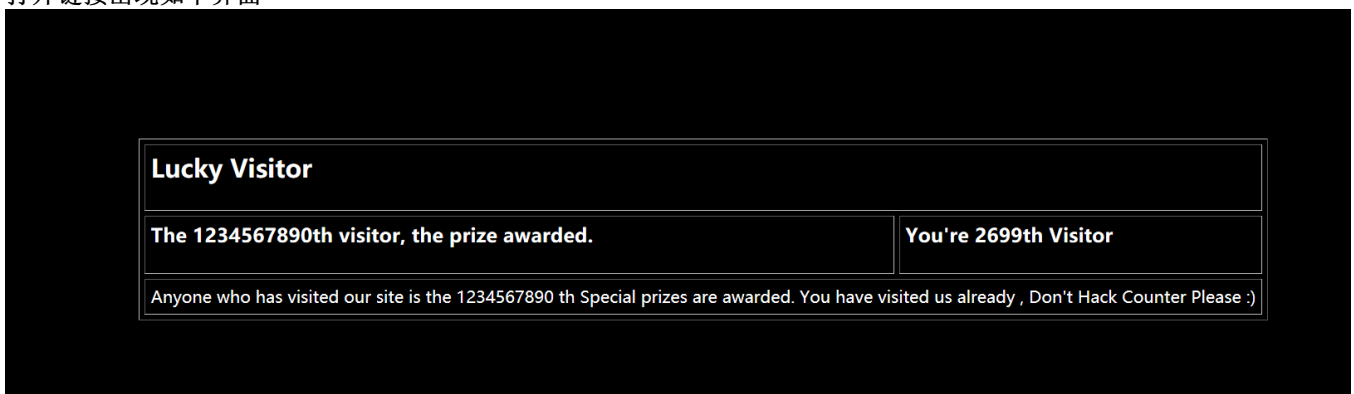 Lucky Visitor
The 1234567890th visitor, the prize awarded.
You're 2699th Visitor
Anyone who has visited our site is the 1234567890 th Special prizes are awarded. You have visited us already , Don't Hack Counter Please :)